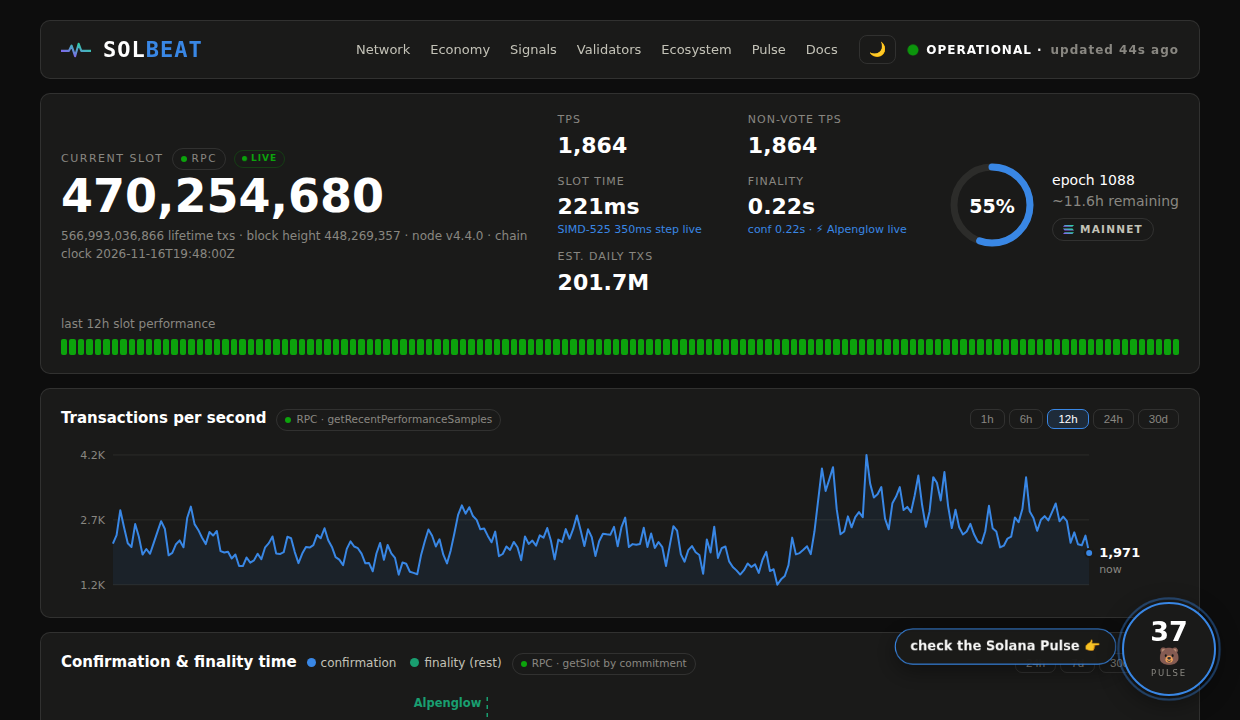 SOLBEAT
Network Economy Signals Validators Ecosystem Pulse Docs
OPERATIONAL · updated 44s ago
CURRENT SLOT RPC LIVE
470,254,680
566,993,036,866 lifetime txs · block height 448,269,357 · node v4.4.0 · chain
clock 2026-11-16T19:48:00Z
TPS
1,864
NON-VOTE TPS
1,864
SLOT TIME
221ms
SIMD-525 350ms step live
FINALITY
0.22s
conf 0.22s · ⚡ Alpenglow live
EST. DAILY TXS
201.7M
55%
epoch 1088
~11.6h remaining
MAINNET
last 12h slot performance
Transactions per second RPC · getRecentPerformanceSamples
1h 6h 12h 24h 30d
4.2K
2.7K
1.2K
1,971
now
Confirmation & finality time confirmation finality (rest) RPC · getSlot by commitment
check the Solana Pulse 👉
37
PULSE
Alpenglow